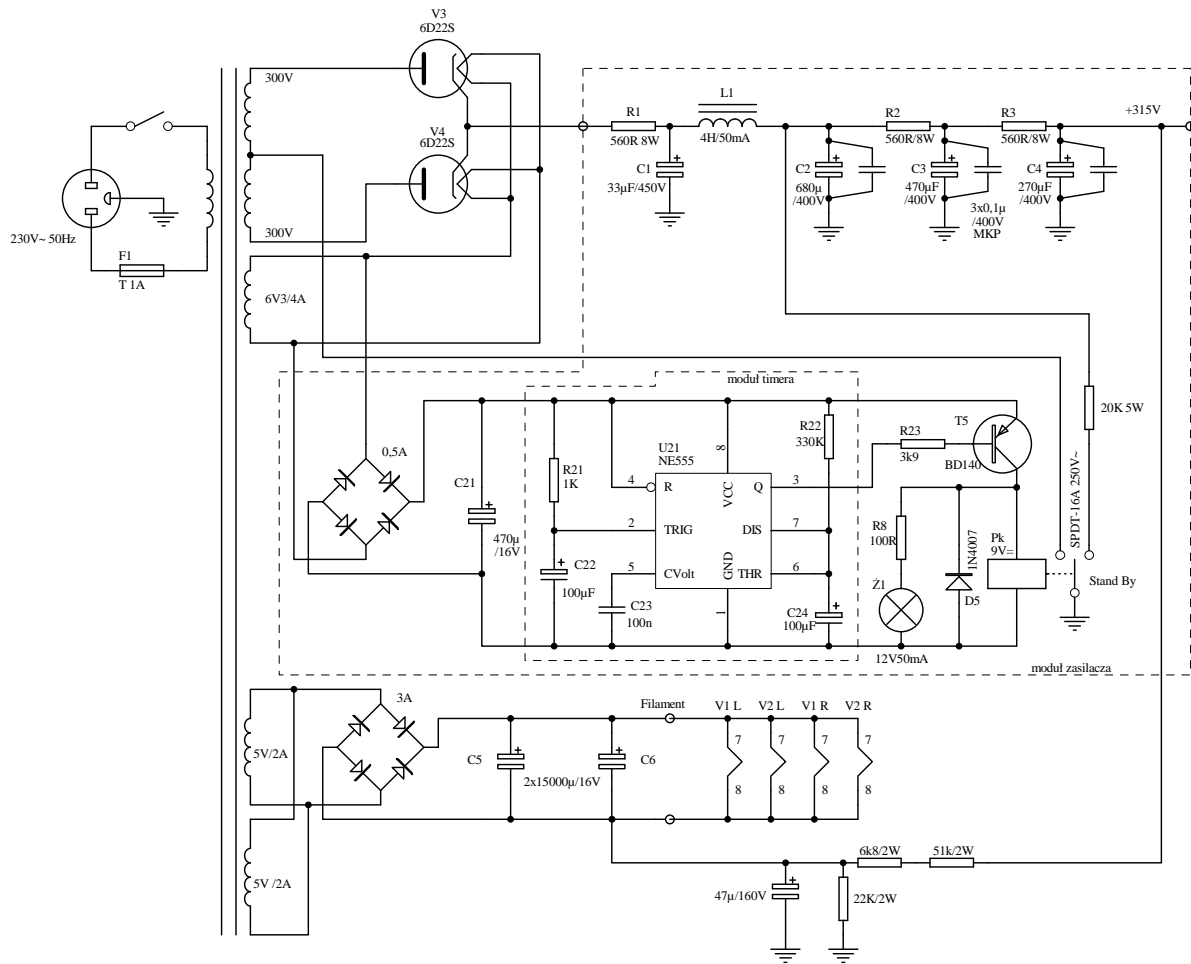 V3
6D22S
300V
L1
R1
560R 8W
4H/50mA
R2
560R/8W
R3
560R/8W
+315V
V4
6D22S
C1
33µF/450V
C2
680µ
/400V
C3
470µF
/400V
C4
270µF
/400V
3x0,1µ
/400V
MKP
230V~ 50Hz
300V
F1
T 1A
6V3/4A
moduł timera
20K 5W
0,5A
C21
470µ
/16V
R21
1K
C22
100µF
U21
NE555
4
R
8
VCC
Q
3
2
TRIG
DIS
7
5
CVolt
GND
THR
6
1
C23
100n
R22
330K
C24
100µF
R23
3k9
T5
BD140
R8
100R
Ż1
12V50mA
1N4007
D5
Pk
9V=
SPDT-16A 250V~
Stand By
moduł zasilacza
3A
5V/2A
C5
2x15000µ/16V
C6
Filament
V1 L
V2 L
V1 R
V2 R
7
7
7
7
8
8
8
8
5V /2A
47µ/160V
6k8/2W
51k/2W
22K/2W